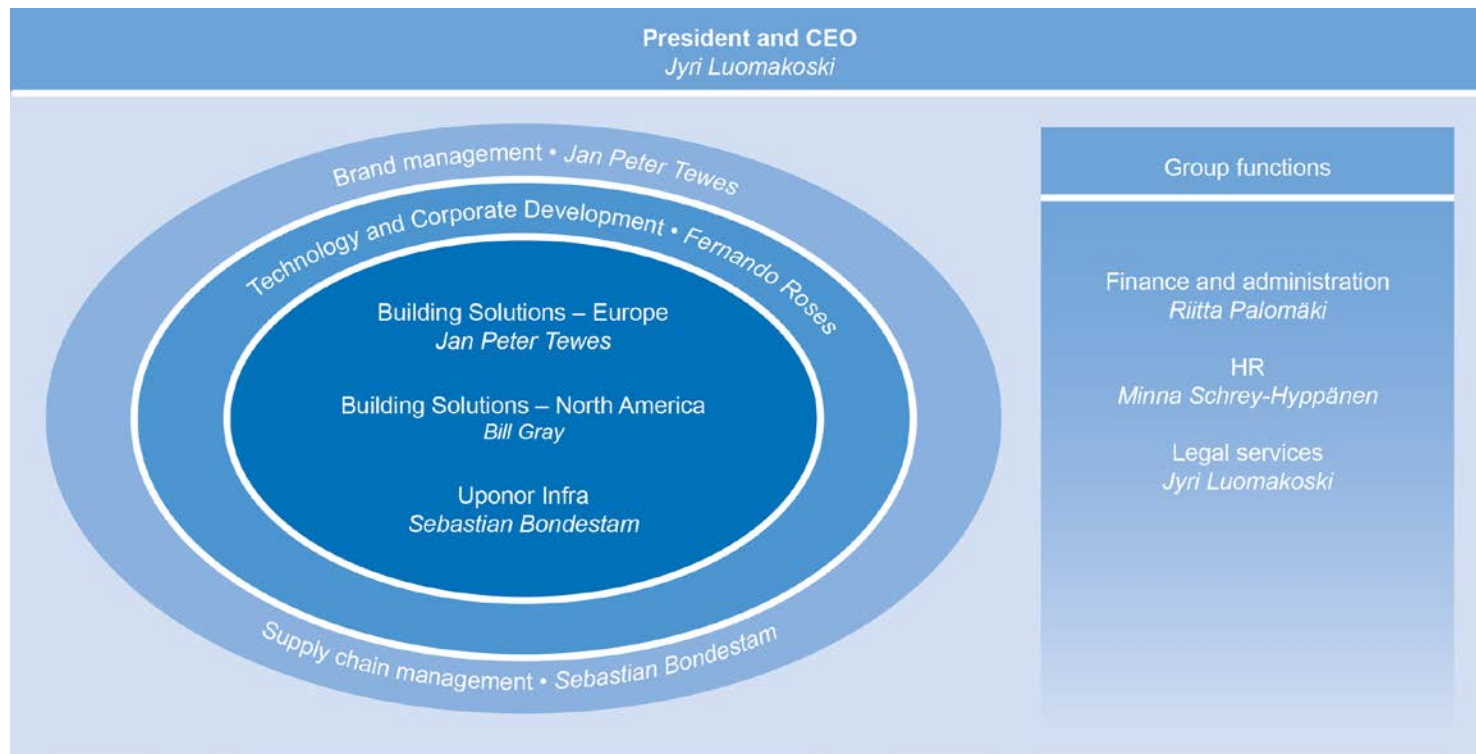 President and CEO
Jyri Luomakoski
Brand management • Jan Peter Tewes
Technology and Corporate Development • Fernando Roses
Building Solutions – Europe
Jan Peter Tewes
Building Solutions – North America
Bill Gray
Uponor Infra
Sebastian Bondestam
Supply chain management • Sebastian Bondestam
Group functions
Finance and administration
Riitta Palomäki
HR
Minna Schrey-Hyppänen
Legal services
Jyri Luomakoski